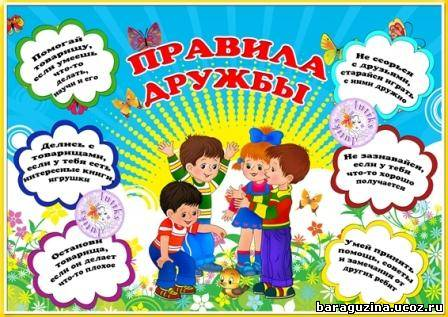 ПРАВИЛА
ДРУЖБЫ
Помогай
товарищу,
если умеешь
что-то
делать,
научи и его
Не ссорься
с друзьями,
старайся играть
с ними дружно
Делись с
товарищами,
если у тебя есть
интересные книги
игрушки
Не зазнавайся,
если у тебя
что-то хорошо
получается
Останови
товарища,
если он делает
что-то плохое
Умей принять
помощь, советы
и замечания от
других ребят
baraguzina.ucoz.ru